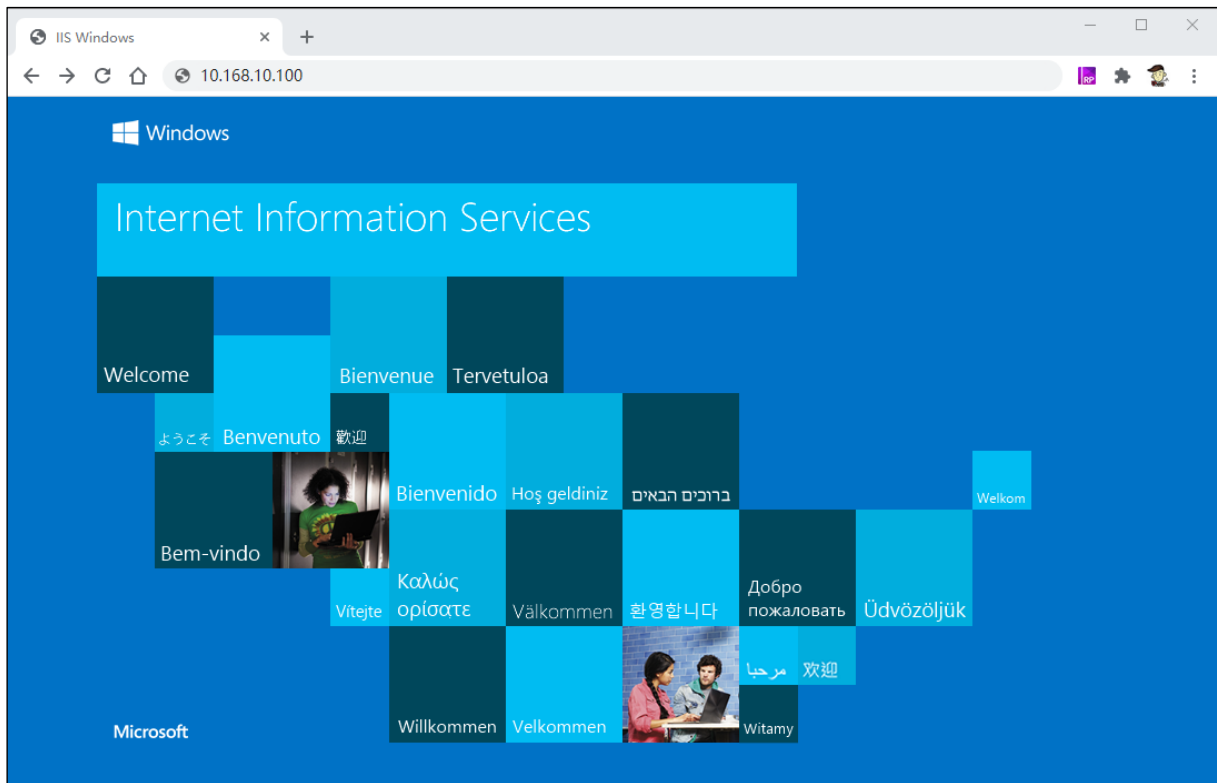 IIS Windows
10.168.10.100
RP
Windows
Internet Information Services
Welcome
Bienvenue
Tervetuloa
ようこそ
Benvenuto
歡迎
Bienvenido
Hoş geldiniz
ברוכים הבאים
Welkom
Bem-vindo
Vítejte
Καλώς
ορίσατε
Välkommen
환영합니다
Добро
пожаловать
Üdvözöljük
مرحبا
欢迎
Willkommen
Velkommen
Witamy
Microsoft